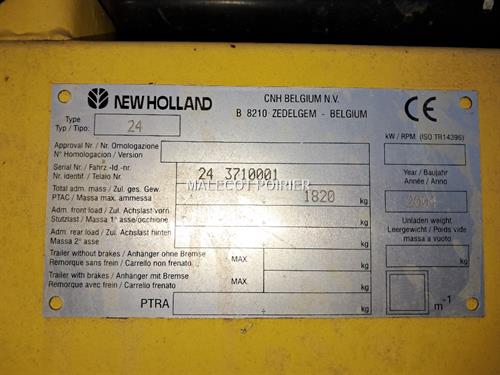 NEW HOLLAND
CNH BELGIUM N.V.
B 8210 ZEDELGEM - BELGIUM
CE
Type
Typ / Tipo: 24
kW / RPM. (ISO TR14396)
Approval Nr. / Nr. Omologazione
N° Homologacion / Version
Serial Nr. / Fahrz -Id.-nr.
Nr. identif. / Telaio Nr. 24 3710001
MALECOT POIRIER
Year / Baujahr
Année / Anno
Total adm. mass / Zul. ges. Gew.
PTAC / Massa max. ammessa 1820 kg
Adm. front load / Zul. Achslast vorn.
Stutzlast / Massa 1° asse/occhione kg
Adm. rear load / Zul. Achslast hinten
Massa 2° asse kg
Unladen weight
Leergewicht / Poids vide
Massa a vuoto
kg
Trailer without brakes / Anhänger ohne Bremse
Remorque sans frein / Carrello non frenato MAX. kg
Trailer with brakes / Anhänger mit Bremse
Remorque avec frein / Carrello frenato MAX. kg
PTRA kg
m-1